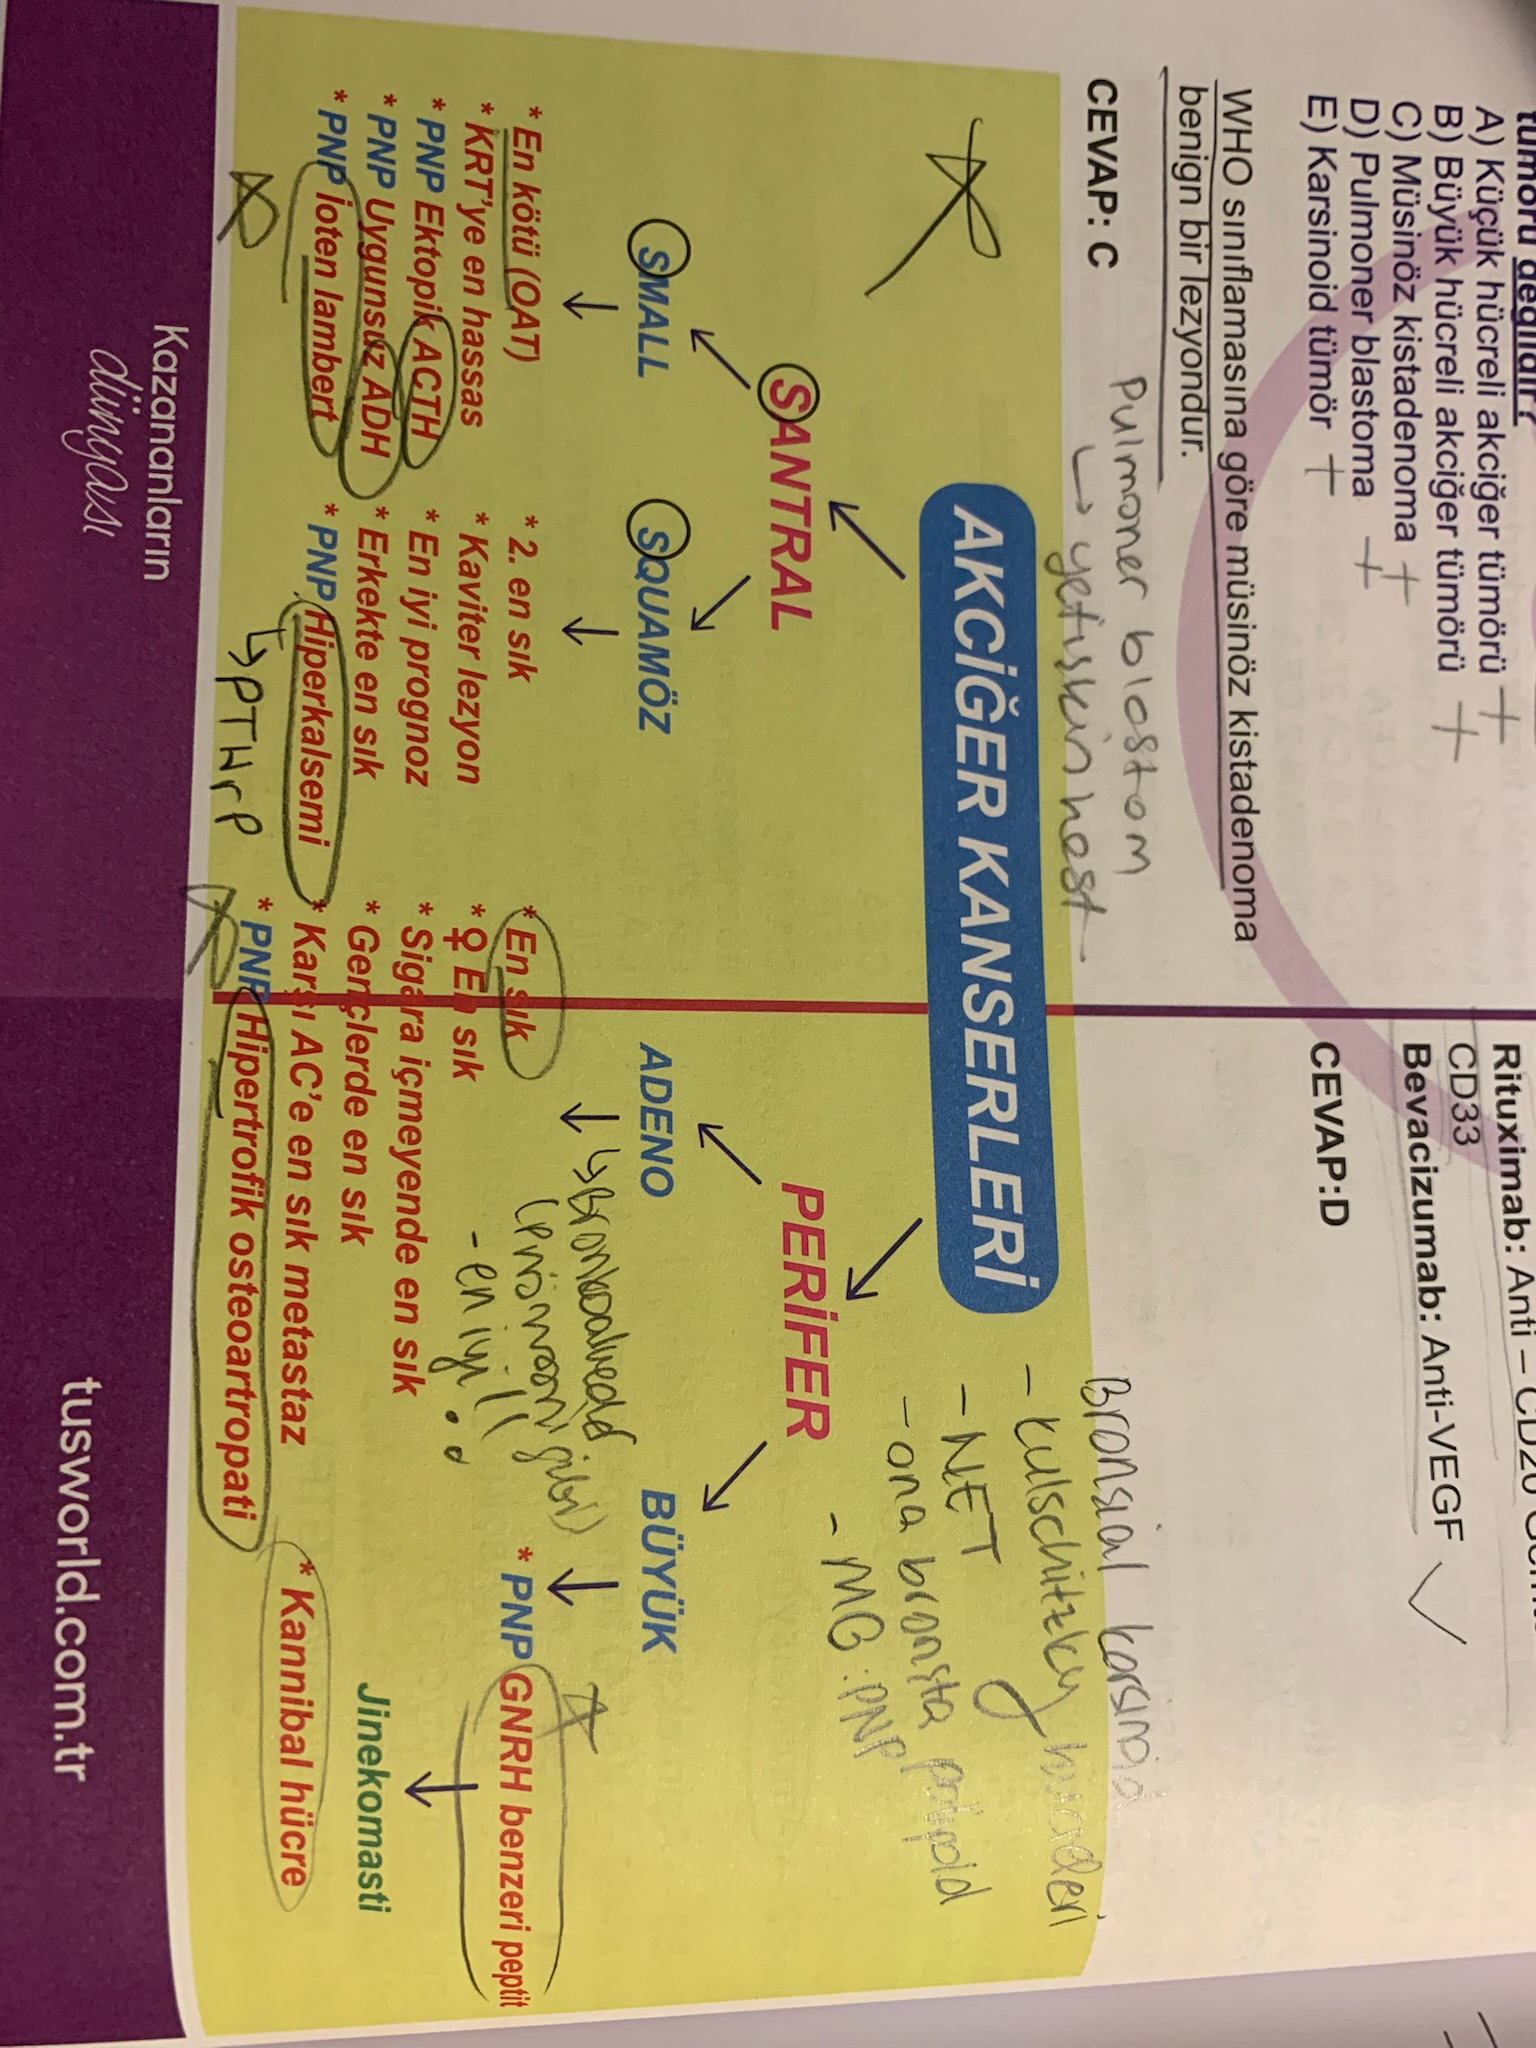 tümörü değildir?
A) Küçük hücreli akciğer tümörü +
B) Büyük hücreli akciğer tümörü +
C) Müsinöz kistadenoma +
D) Pulmoner blastoma +
E) Karsinoid tümör +
WHO sınıflamasına göre müsinöz kistadenoma
benign bir lezyondur.
CEVAP: C
Pulmoner blastom
↳ yetişkin hast
Rituximab: Anti – CD20
CD33
Bevacizumab: Anti-VEGF ✓
CEVAP:D
Bronşial karsinoid
- kulschitzky hücreleri
- NET
- ana bronşta polipoid
- MG: PNP
AKCİĞER KANSERLERİ
SANTRAL
PERİFER
SMALL
SQUAMÖZ
ADENO
BÜYÜK
* En kötü (OAT)
* KRT'ye en hassas
* PNP Ektopik ACTH
* PNP Uygunsuz ADH
* PNP İoten lambert
* 2. en sık
* Kaviter lezyon
* En iyi prognoz
* Erkekte en sık
* PNP Hiperkalsemi
↳ PTHrP
↳ Bronkoalveolar
(pnömoni gibi)
- en iyi!!
* En sık
* ♀ En sık
* Sigara içmeyende en sık
* Gençlerde en sık
* Karşı AC'e en sık metastaz
* PNP Hipertrofik osteoartropati
* PNP GNRH benzeri peptit
Jinekomasti
* Kannibal hücre
Kazananların
dünyası
tusworld.com.tr